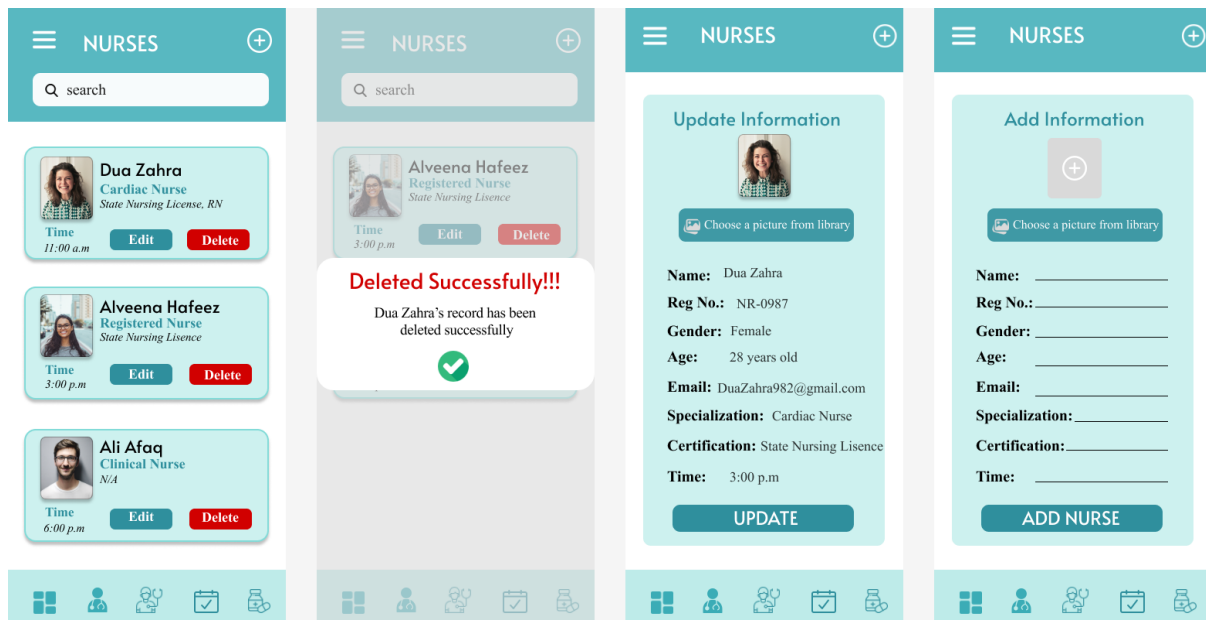 NURSES
search
Dua Zahra
Cardiac Nurse
State Nursing License, RN
Time
11:00 a.m
Edit
Delete
Alveena Hafeez
Registered Nurse
State Nursing Lisence
Time
3:00 p.m
Edit
Delete
Ali Afaq
Clinical Nurse
N/A
Time
6:00 p.m
Edit
Delete
NURSES
search
Alveena Hafeez
Registered Nurse
State Nursing Lisence
Time
3:00 p.m
Edit
Delete
Deleted Successfully!!!
Dua Zahra's record has been
deleted successfully
NURSES
Update Information
Choose a picture from library
Name: Dua Zahra
Reg No.: NR-0987
Gender: Female
Age: 28 years old
Email: DuaZahra982@gmail.com
Specialization: Cardiac Nurse
Certification: State Nursing Lisence
Time: 3:00 p.m
UPDATE
NURSES
Add Information
Choose a picture from library
Name:
Reg No.:
Gender:
Age:
Email:
Specialization:
Certification:
Time:
ADD NURSE